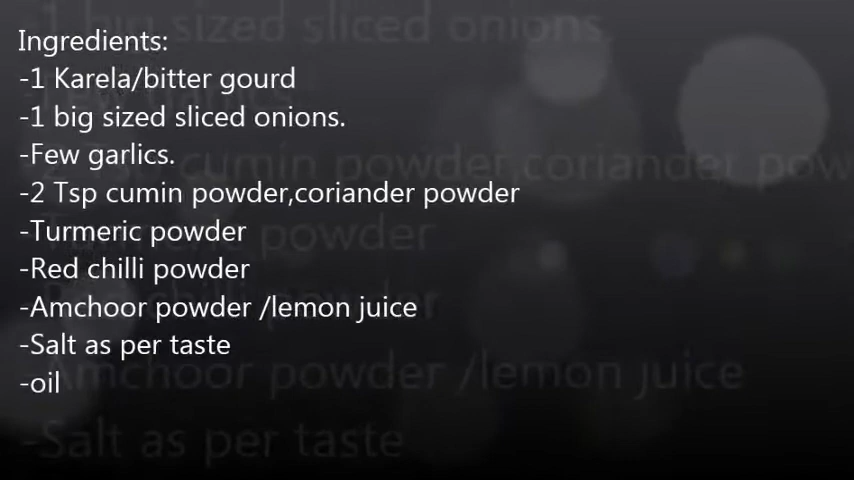 Ingredients:
-1 Karela/bitter gourd
-1 big sized sliced onions.
-Few garlics.
-2 Tsp cumin powder,coriander powder
-Turmeric powder
-Red chilli powder
-Amchoor powder /lemon juice
-Salt as per taste
-oil